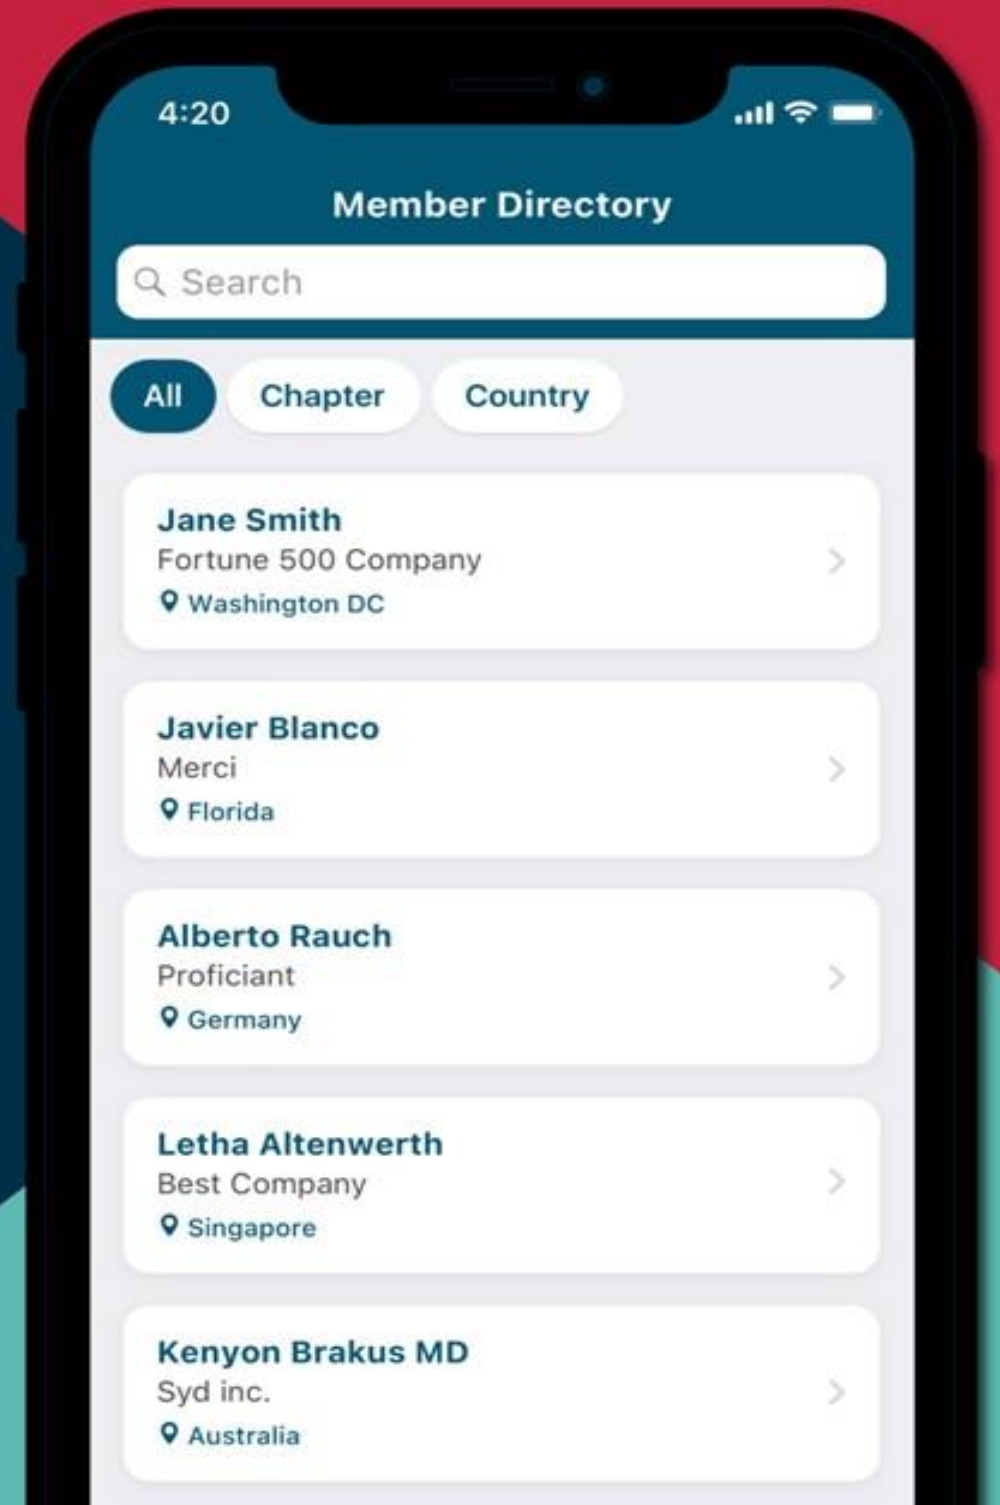 4:20
Member Directory
Search
All Chapter Country
Jane Smith
Fortune 500 Company
Washington DC
Javier Blanco
Merci
Florida
Alberto Rauch
Proficiant
Germany
Letha Altenwerth
Best Company
Singapore
Kenyon Brakus MD
Syd inc.
Australia